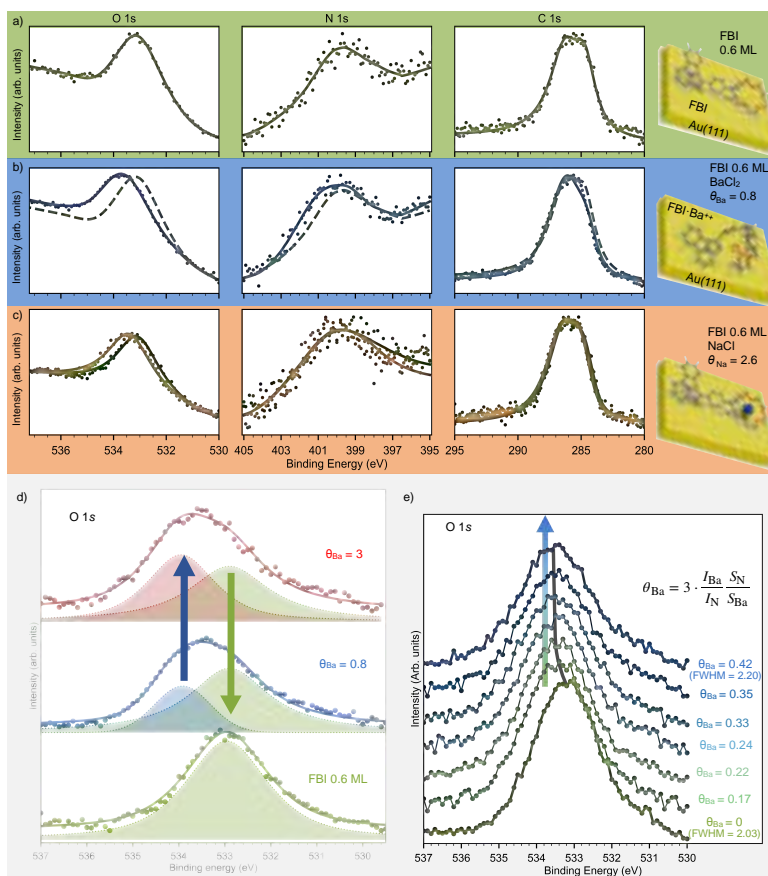 O 1s
N 1s
C 1s
a)
Intensity (arb. units)
FBI
0.6 ML
FBI
Au(111)
295
290
285
280
b)
Intensity (arb. units)
FBI 0.6 ML
BaCl₂
θBa = 0.8
FBI·Ba⁺⁺
Au(111)
c)
Intensity (arb. units)
FBI 0.6 ML
NaCl
θNa = 2.6
536
534
532
530
405
403
401
399
397
395
295
290
285
280
Binding Energy (eV)
d)
O 1s
intensity (arb. units)
θBa = 3
θBa = 0.8
FBI 0.6 ML
537
536
535
534
533
532
531
530
Binding energy (eV)
e)
O 1s
Intensity (Arb. units)
θBa = 3 · IBa/IN SN/SBa
θBa = 0.42
(FWHM = 2.20)
θBa = 0.35
θBa = 0.33
θBa = 0.24
θBa = 0.22
θBa = 0.17
θBa = 0
(FWHM = 2.03)
537
536
535
534
533
532
531
530
Binding Energy (eV)